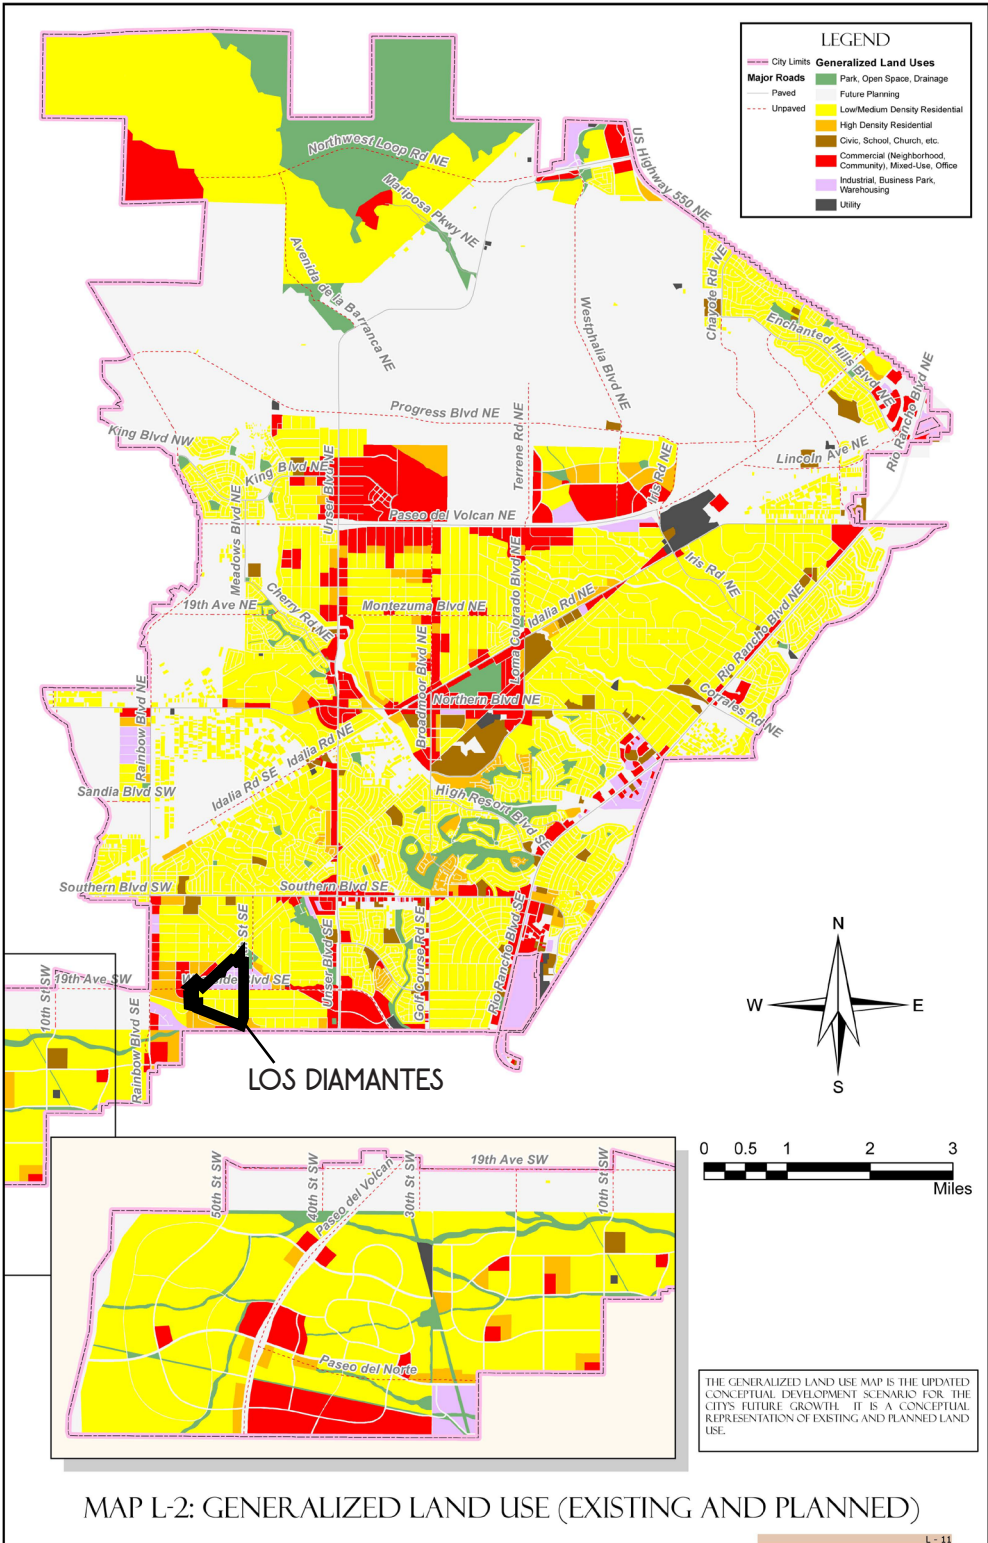 LEGEND
City Limits
Major Roads
Paved
Unpaved
Generalized Land Uses
Park, Open Space, Drainage
Future Planning
Low/Medium Density Residential
High Density Residential
Civic, School, Church, etc.
Commercial (Neighborhood,
Community), Mixed-Use, Office
Industrial, Business Park,
Warehousing
Utility
Northwest Loop Rd NE
US Highway 550 NE
Mariposa Pkwy NE
Avenida de la Barranca NE
Chayote Rd NE
Westphalia Blvd NE
Enchanted Hills Blvd NE
Rio Rancho Blvd NE
Progress Blvd NE
King Blvd NW
King Blvd NE
Unser Blvd NE
Terrene Rd NE
Iris Rd NE
Lincoln Ave NE
Paseo del Volcan NE
Meadows Blvd NE
Iris Rd NE
19th Ave NE
Cherry Rd NE
Montezuma Blvd NE
Loma Colorado Blvd NE
Idalia Rd NE
Rio Rancho Blvd NE
Broadmoor Blvd NE
Northern Blvd NE
Corrales Rd NE
Rainbow Blvd NE
Idalia Rd NE
Idalia Rd SE
Sandia Blvd SW
High Resort Blvd SE
Southern Blvd SW
Southern Blvd SE
St SE
Unser Blvd SE
Golf Course Rd SE
Rio Rancho Blvd SE
10th St SW
19th Ave SW
Blvd SE
Rainbow Blvd SE
LOS DIAMANTES
N
W
E
S
0 0.5 1 2 3
Miles
50th St SW
40th St SW
Paseo del Volcan
30th St SW
19th Ave SW
10th St SW
Paseo del Norte
THE GENERALIZED LAND USE MAP IS THE UPDATED
CONCEPTUAL DEVELOPMENT SCENARIO FOR THE
CITY'S FUTURE GROWTH. IT IS A CONCEPTUAL
REPRESENTATION OF EXISTING AND PLANNED LAND
USE.
MAP L-2: GENERALIZED LAND USE (EXISTING AND PLANNED)
L - 11